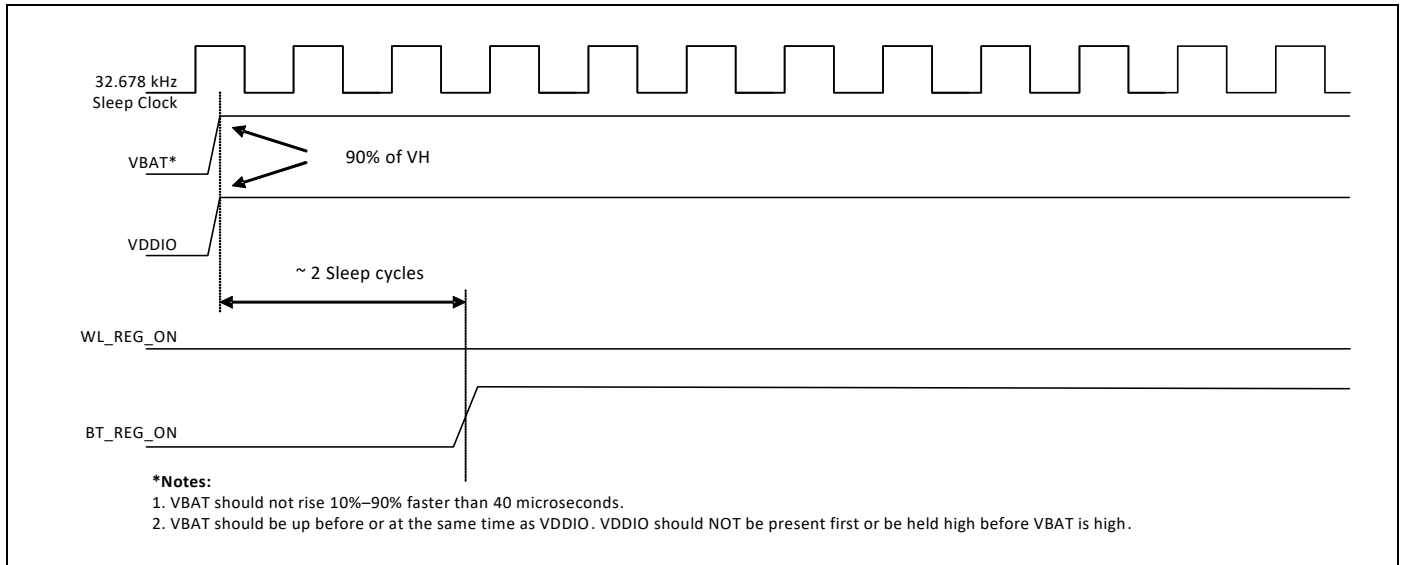 32.678 kHz
Sleep Clock
VBAT*
90% of VH
VDDIO
~ 2 Sleep cycles
WL_REG_ON
BT_REG_ON
*Notes:
1. VBAT should not rise 10%–90% faster than 40 microseconds.
2. VBAT should be up before or at the same time as VDDIO. VDDIO should NOT be present first or be held high before VBAT is high.